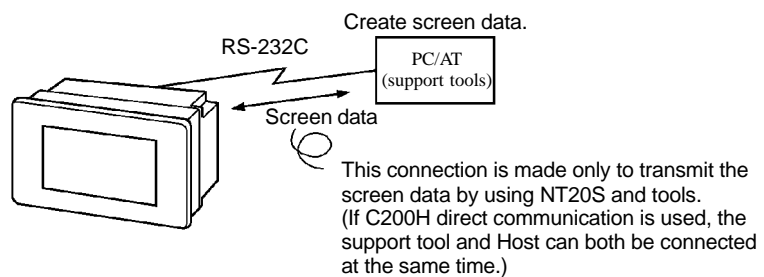 Create screen data.
RS-232C
PC/AT
(support tools)
Screen data
This connection is made only to transmit the
screen data by using NT20S and tools.
(If C200H direct communication is used, the
support tool and Host can both be connected
at the same time.)